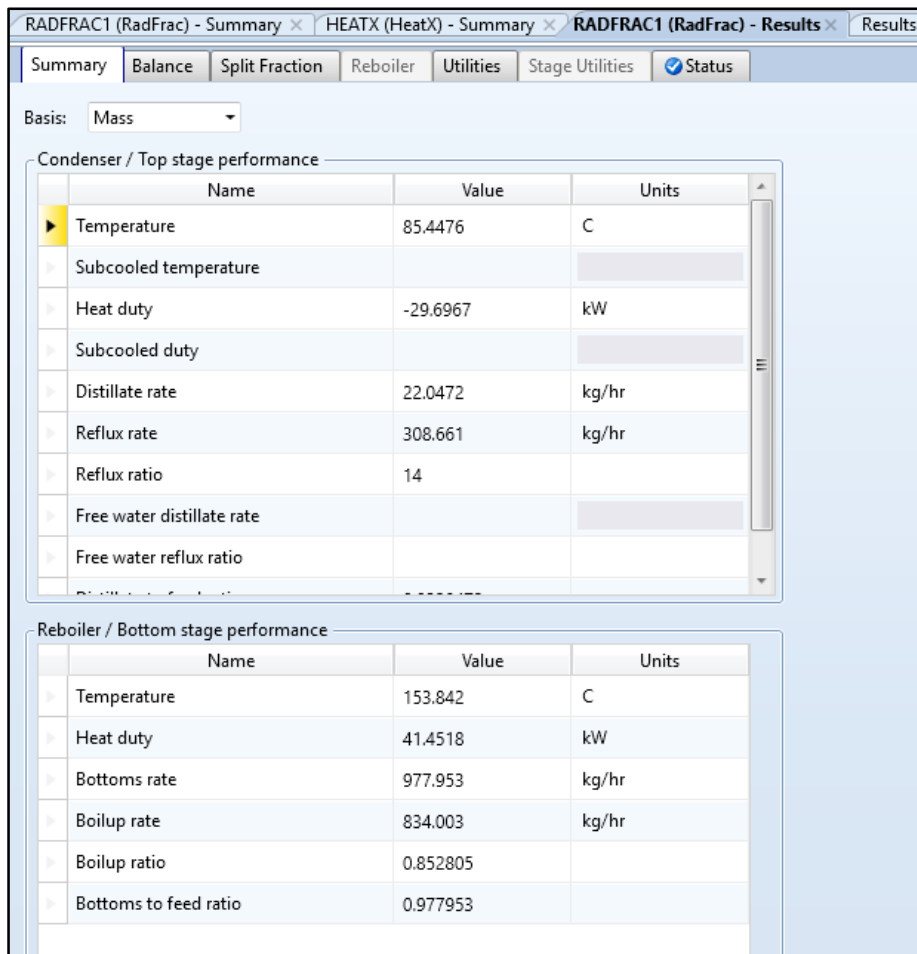 RADFRAC1 (RadFrac) - Summary × HEATX (HeatX) - Summary × RADFRAC1 (RadFrac) - Results × Results
Summary Balance Split Fraction Reboiler Utilities Stage Utilities Status
Basis: Mass
Condenser / Top stage performance
Name Value Units
Temperature 85.4476 C
Subcooled temperature
Heat duty -29.6967 kW
Subcooled duty
Distillate rate 22.0472 kg/hr
Reflux rate 308.661 kg/hr
Reflux ratio 14
Free water distillate rate
Free water reflux ratio
Reboiler / Bottom stage performance
Name Value Units
Temperature 153.842 C
Heat duty 41.4518 kW
Bottoms rate 977.953 kg/hr
Boilup rate 834.003 kg/hr
Boilup ratio 0.852805
Bottoms to feed ratio 0.977953